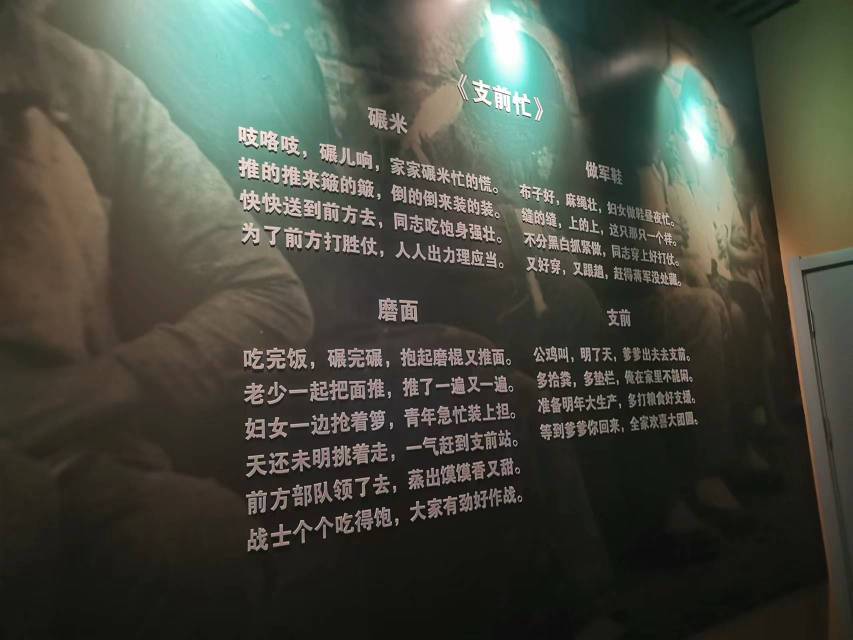 《支前忙》
碾米
吱咯吱，碾儿响，家家碾米忙的慌。
推的推来簸的簸，倒的倒来装的装。
快快送到前方去，同志吃饱身强壮。
为了前方打胜仗，人人出力理应当。
磨面
吃完饭，碾完碾，抱起磨棍又推面。
老少一起把面推，推了一遍又一遍。
妇女一边抢着箩，青年急忙装上担。
天还未明挑着走，一气赶到支前站。
前方部队领了去，蒸出馍馍香又甜。
战士个个吃得饱，大家有劲好作战。
做军鞋
布子好，麻绳壮，妇女做鞋昼夜忙。
缝的缝，上的上，这只那只一个样。
不分黑白抓紧做，同志穿上好打仗。
又好穿，又跟趟，赶得蒋军没处藏。
支前
公鸡叫，明了天，爹爹出夫去支前。
多拾粪，多垫栏，俺在家里不能闲。
准备明年大生产，多打粮食好支援。
等到爹爹你回来，全家欢喜大团圆。